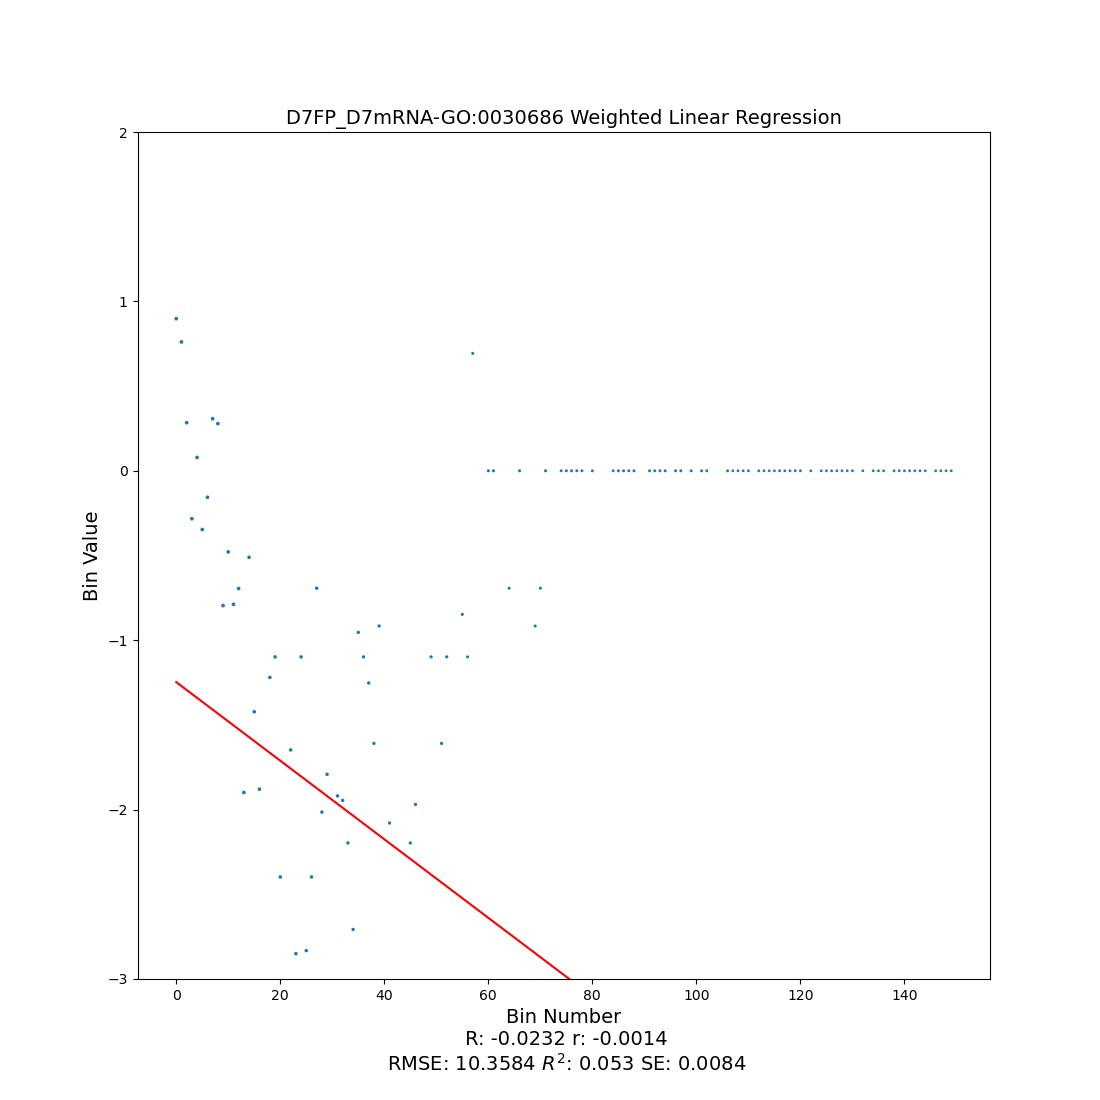 D7FP_D7mRNA-GO:0030686 Weighted Linear Regression
2
1
0
−1
−2
−3
Bin Value
0 20 40 60 80 100 120 140
Bin Number
R: -0.0232 r: -0.0014
RMSE: 10.3584 R²: 0.053 SE: 0.0084